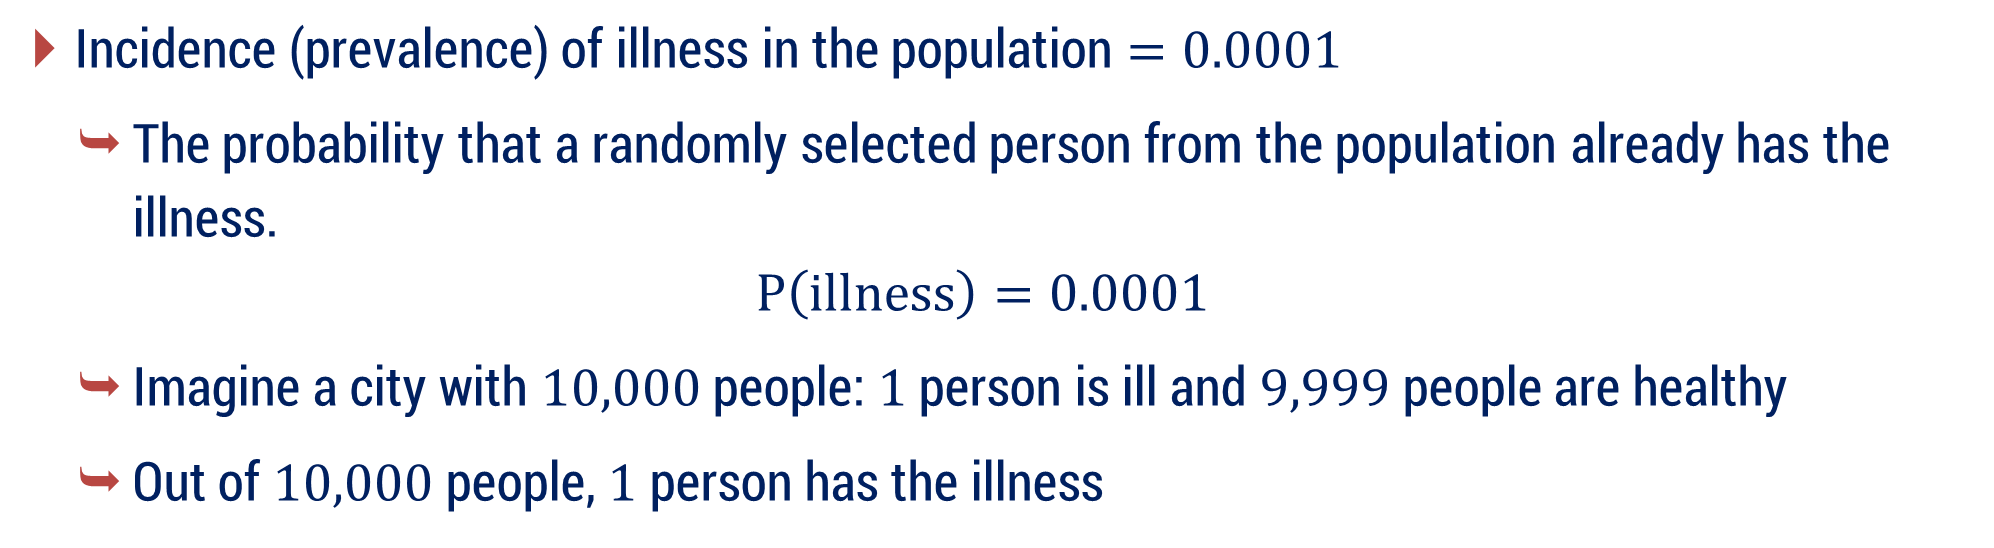 Incidence (prevalence) of illness in the population = 0.0001
The probability that a randomly selected person from the population already has the
illness.
P(illness) = 0.0001
Imagine a city with 10,000 people: 1 person is ill and 9,999 people are healthy
Out of 10,000 people, 1 person has the illness